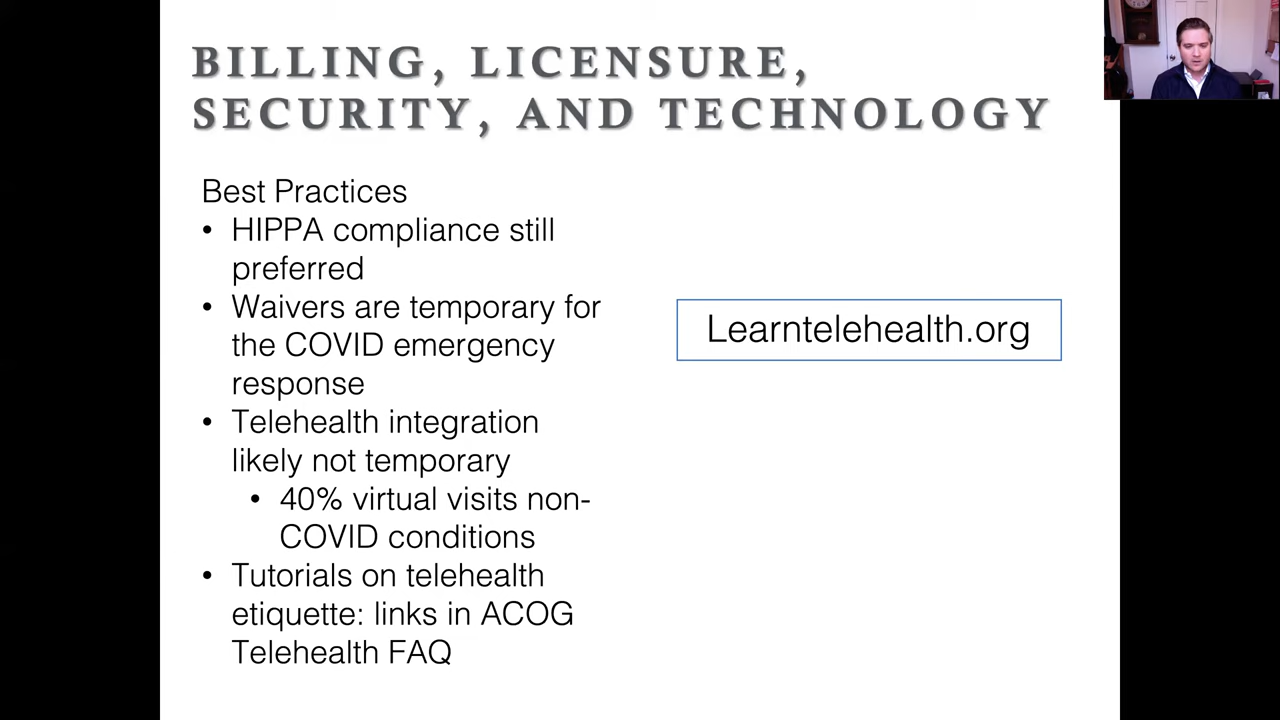 BILLING, LICENSURE,
SECURITY, AND TECHNOLOGY
Best Practices
• HIPPA compliance still
preferred
• Waivers are temporary for
the COVID emergency
response
• Telehealth integration
likely not temporary
• 40% virtual visits non-
COVID conditions
• Tutorials on telehealth
etiquette: links in ACOG
Telehealth FAQ
Learntelehealth.org